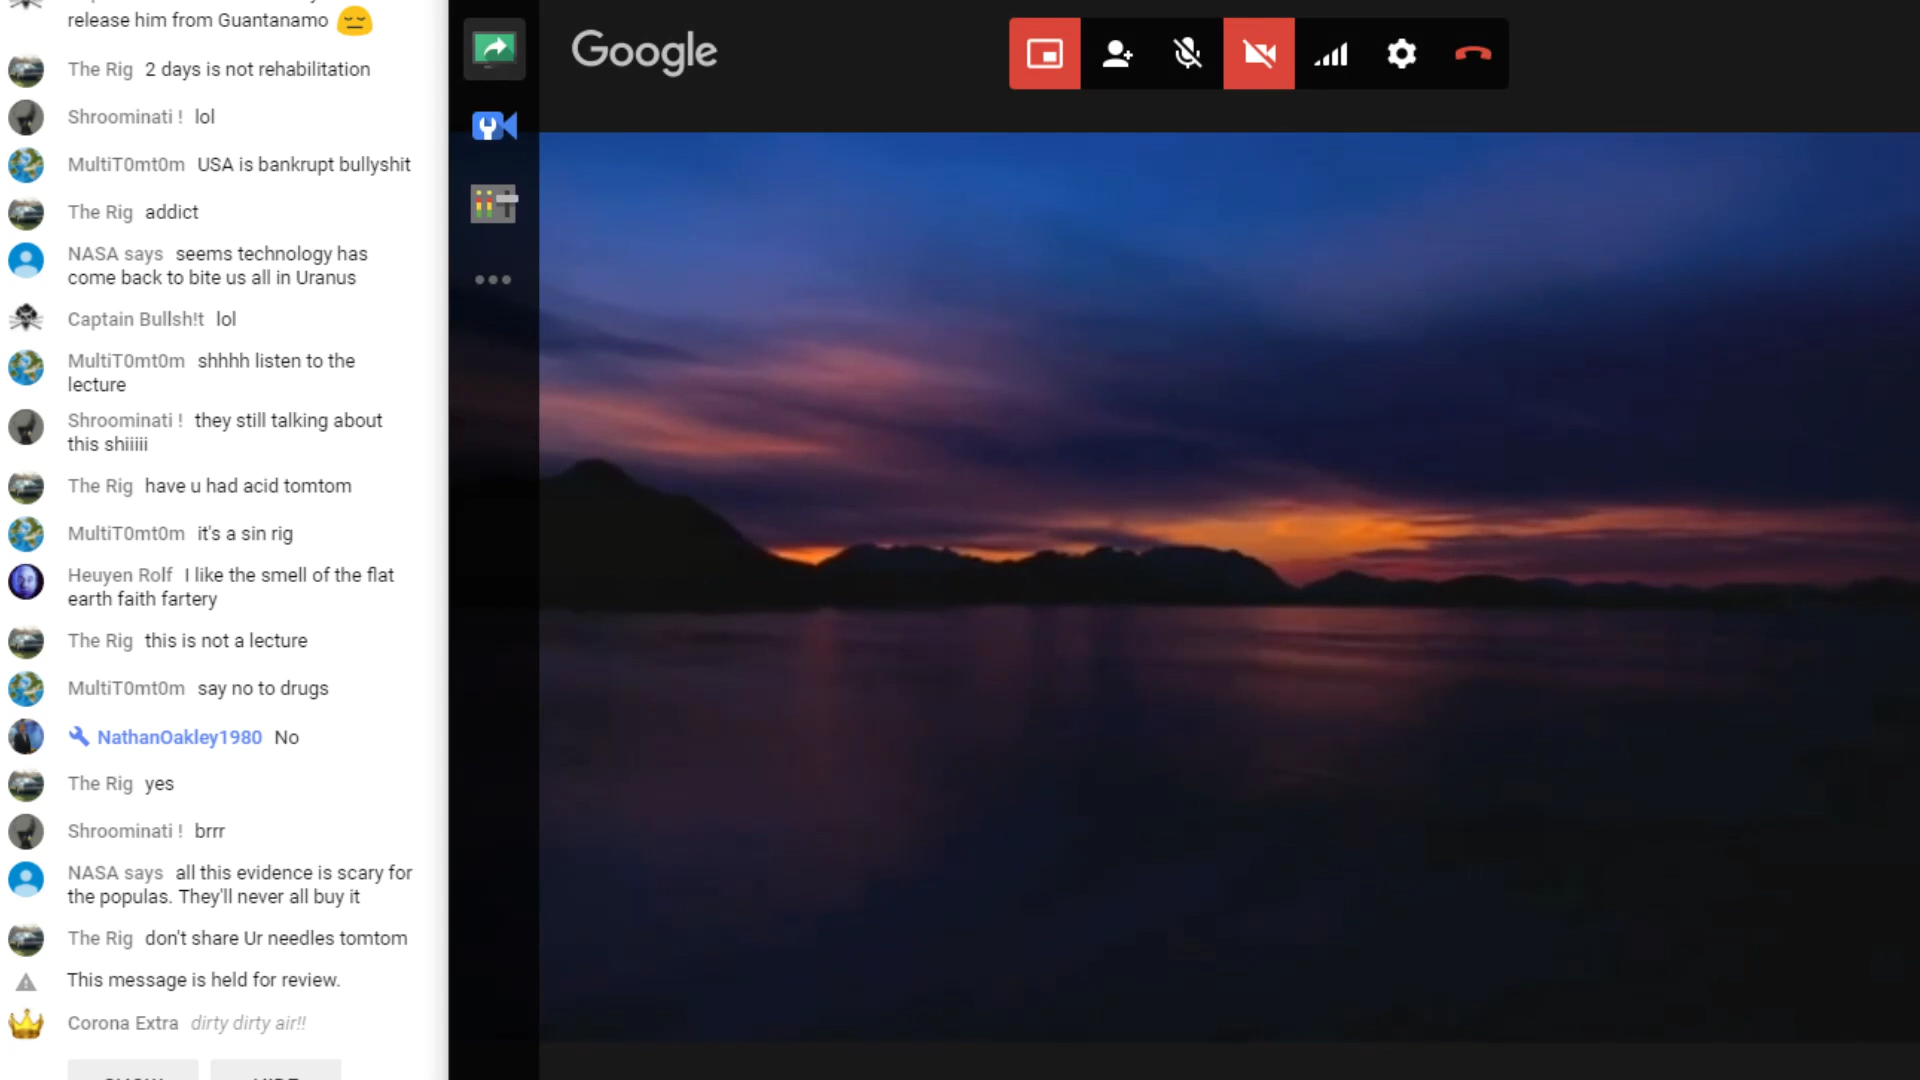 release him from Guantanamo 😔
The Rig 2 days is not rehabilitation
Shroominati ! lol
MultiT0mt0m USA is bankrupt bullyshit
The Rig addict
NASA says seems technology has
come back to bite us all in Uranus
Captain Bullsh!t lol
MultiT0mt0m shhhh listen to the
lecture
Shroominati ! they still talking about
this shiiiii
The Rig have u had acid tomtom
MultiT0mt0m it's a sin rig
Heuyen Rolf I like the smell of the flat
earth faith fartery
The Rig this is not a lecture
MultiT0mt0m say no to drugs
NathanOakley1980 No
The Rig yes
Shroominati ! brrr
NASA says all this evidence is scary for
the populas. They'll never all buy it
The Rig don't share Ur needles tomtom
This message is held for review.
Corona Extra dirty dirty air!!
Google